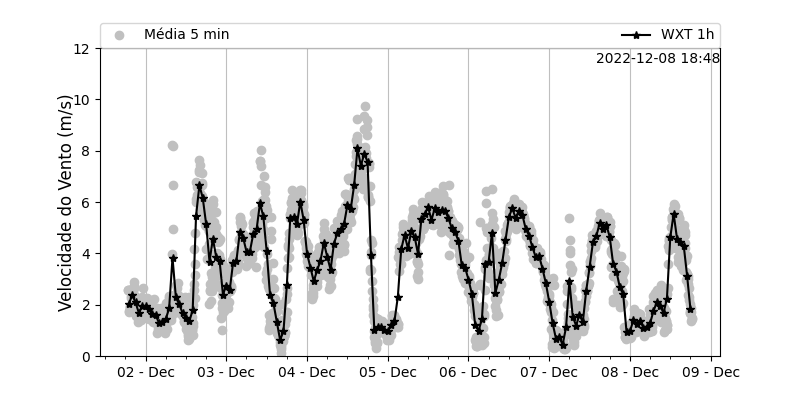 Média 5 min
WXT 1h
2022-12-08 18:48
Velocidade do Vento (m/s)
12
10
8
6
4
2
0
02 - Dec
03 - Dec
04 - Dec
05 - Dec
06 - Dec
07 - Dec
08 - Dec
09 - Dec